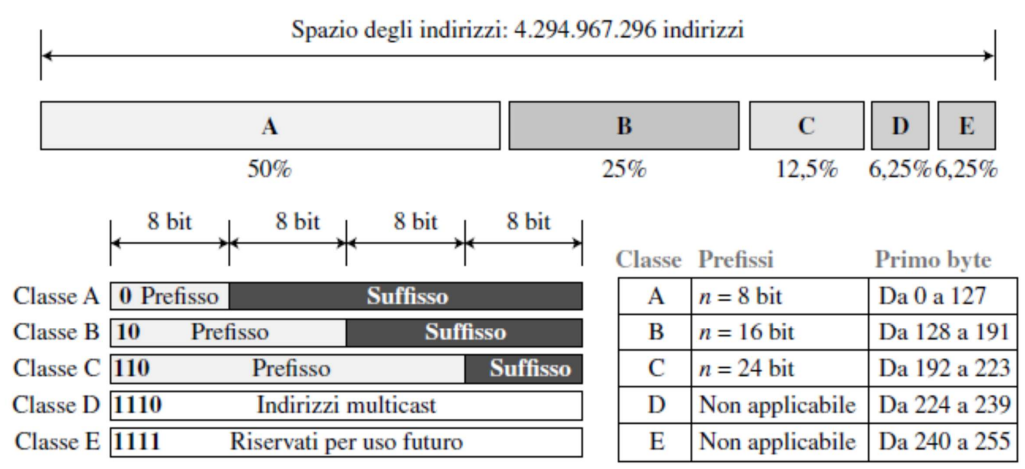 Spazio degli indirizzi: 4.294.967.296 indirizzi
A B C D E
50% 25% 12,5% 6,25% 6,25%
8 bit 8 bit 8 bit 8 bit
Classe A 0 Prefisso Suffisso
Classe B 10 Prefisso Suffisso
Classe C 110 Prefisso Suffisso
Classe D 1110 Indirizzi multicast
Classe E 1111 Riservati per uso futuro
Classe Prefissi Primo byte
A n = 8 bit Da 0 a 127
B n = 16 bit Da 128 a 191
C n = 24 bit Da 192 a 223
D Non applicabile Da 224 a 239
E Non applicabile Da 240 a 255